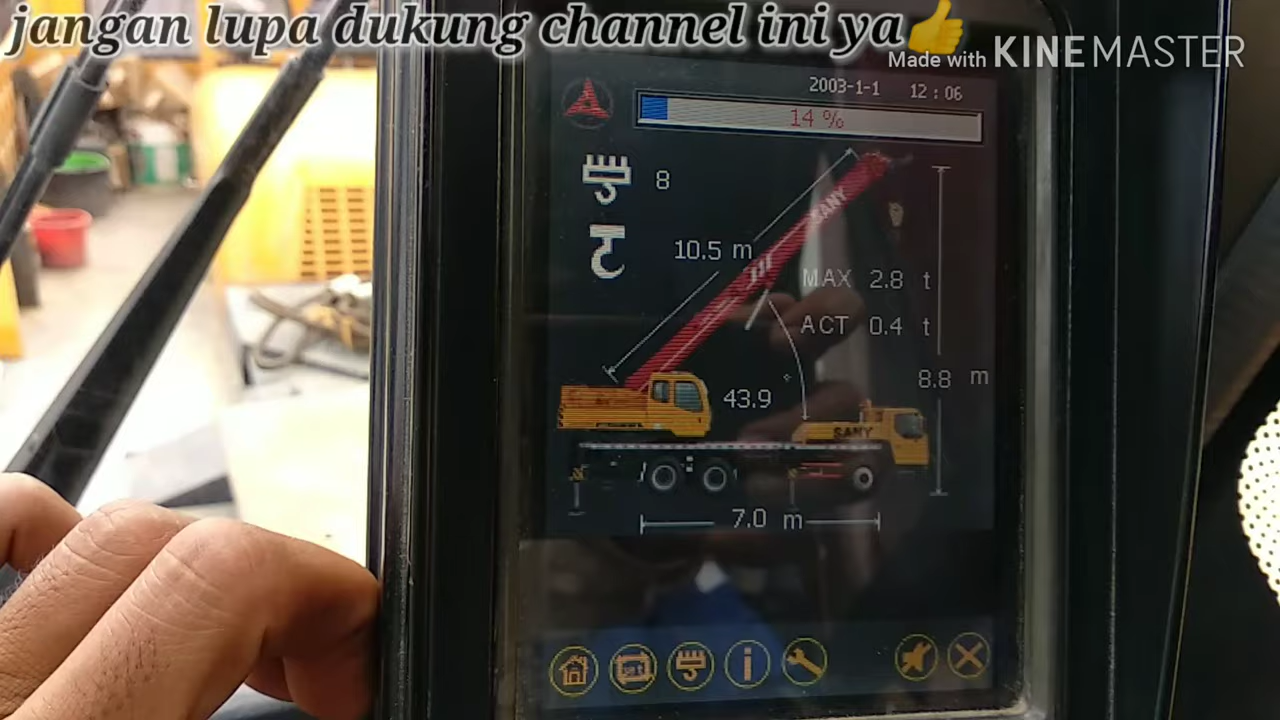 jangan lupa dukung channel ini ya👍
Made with KINEMASTER
2003-1-1 12 : 06
14 %
8
10.5 m
SANY
MAX 2.8 t
ACT 0.4 t
8.8 m
43.9
SANY
7.0 m